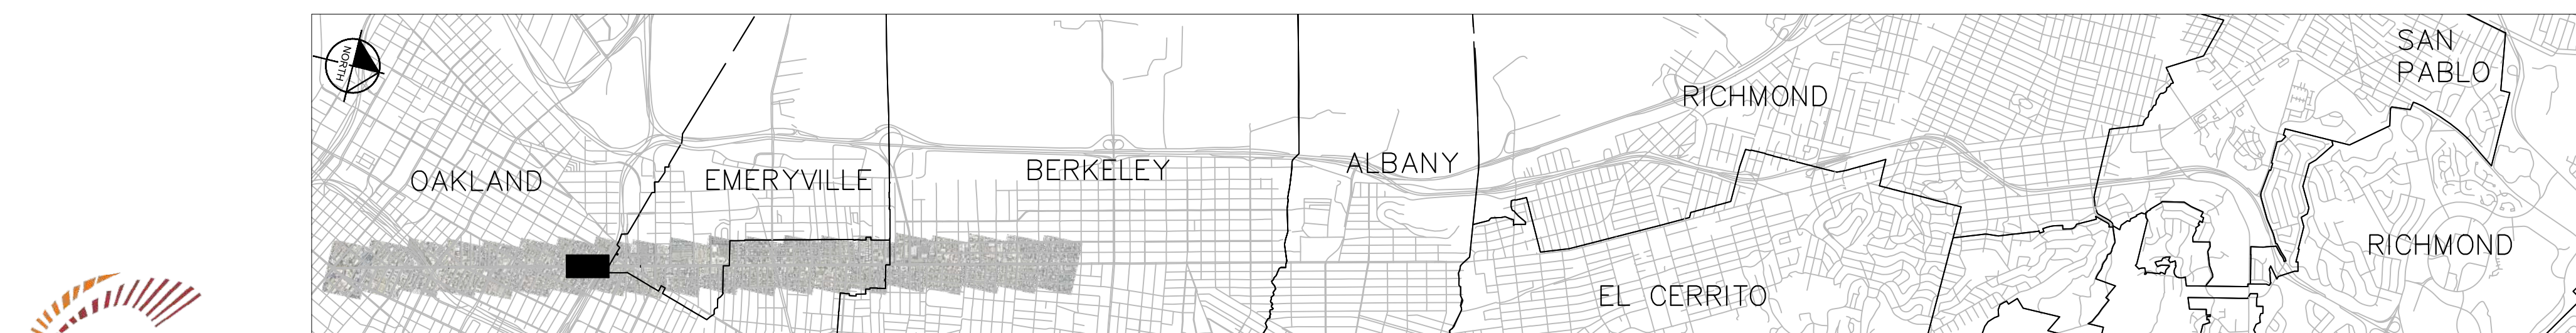 NORTH
SAN
PABLO
RICHMOND
OAKLAND
EMERYVILLE
BERKELEY
ALBANY
RICHMOND
EL CERRITO